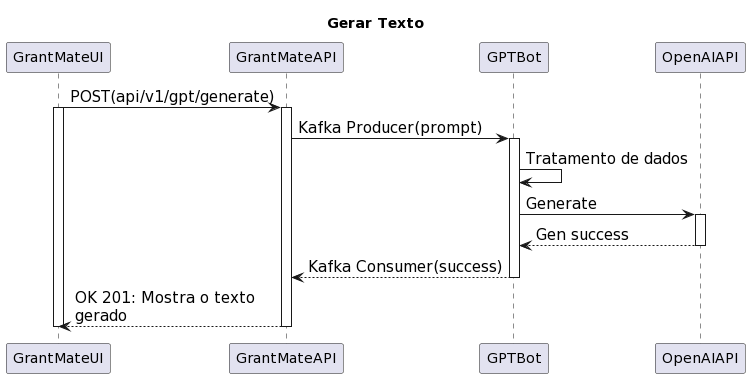 Gerar Texto
GrantMateUI GrantMateAPI GPTBot OpenAIAPI
POST(api/v1/gpt/generate)
Kafka Producer(prompt)
Tratamento de dados
Generate
Gen success
Kafka Consumer(success)
OK 201: Mostra o texto
gerado
GrantMateUI GrantMateAPI GPTBot OpenAIAPI